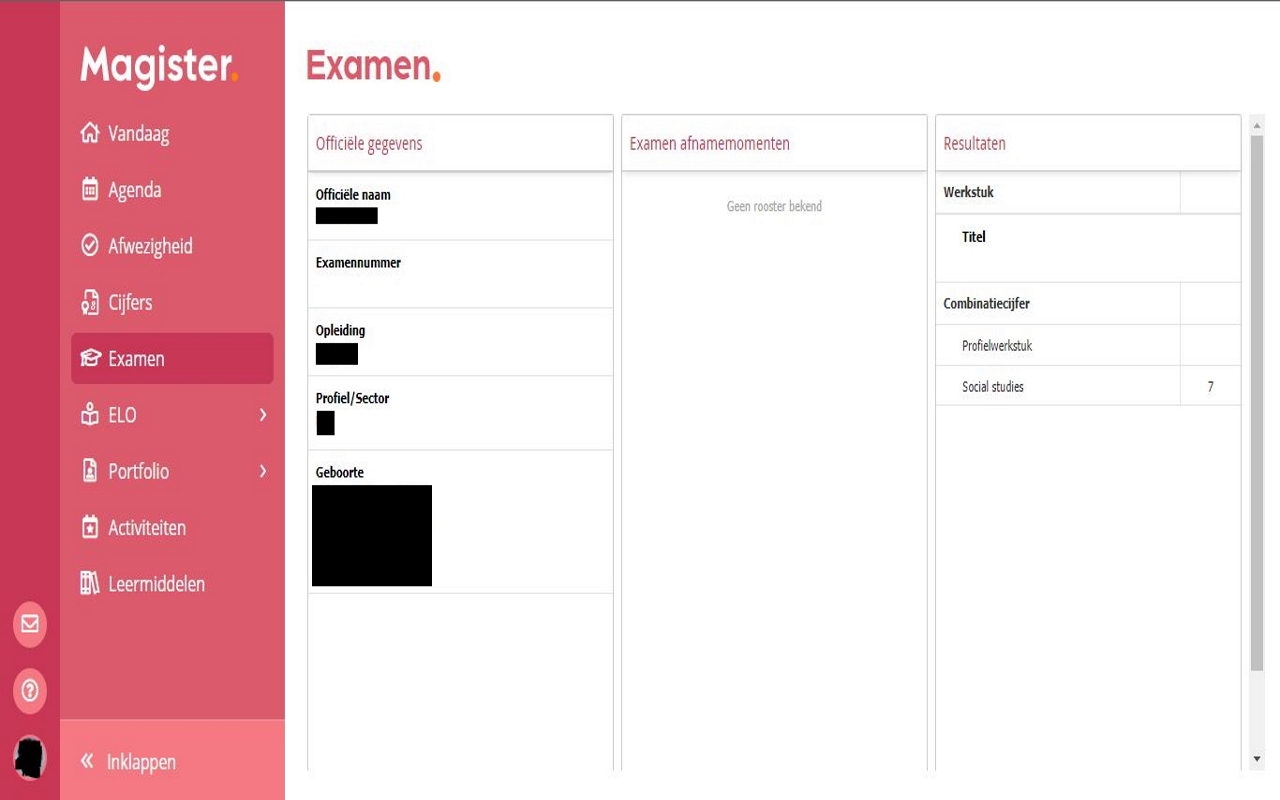 Magister.
Vandaag
Agenda
Afwezigheid
Cijfers
Examen
ELO
Portfolio
Activiteiten
Leermiddelen
Inklappen
Examen.
Officiële gegevens
Officiële naam
Examennummer
Opleiding
Profiel/Sector
Geboorte
Examen afnamemomenten
Geen rooster bekend
Resultaten
Werkstuk
Titel
Combinatiecijfer
Profielwerkstuk
Social studies 7